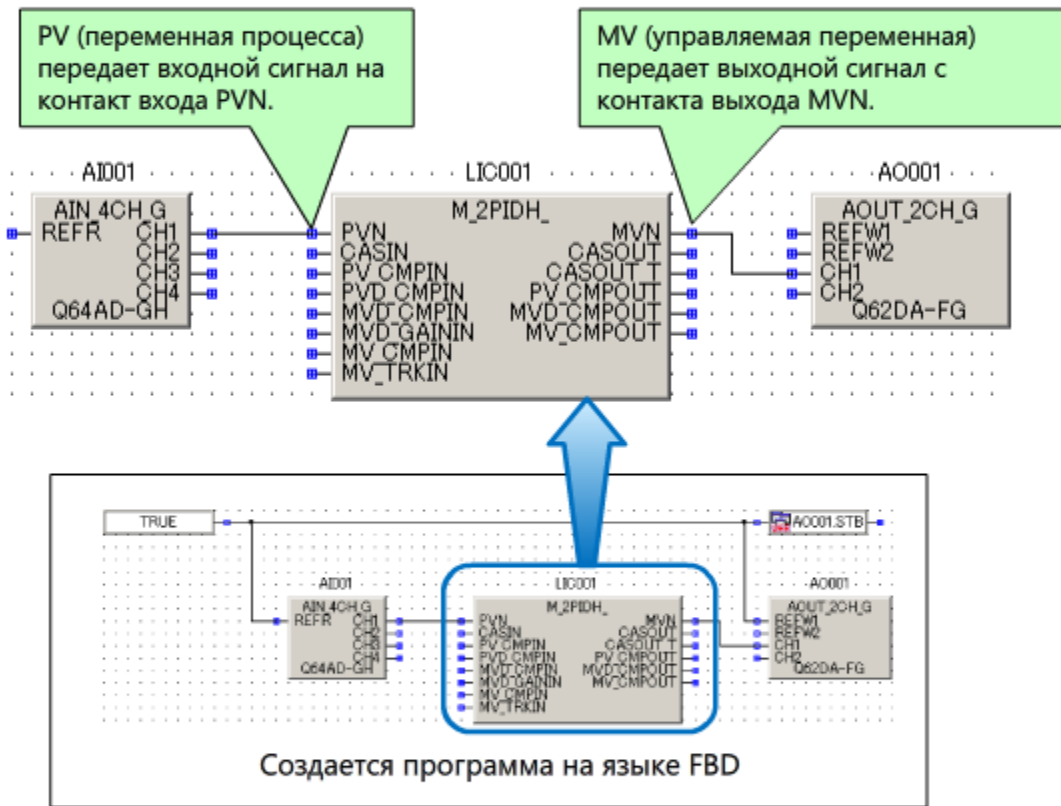 PV (переменная процесса)
передает входной сигнал на
контакт входа PVN.
MV (управляемая переменная)
передает выходной сигнал с
контакта выхода MVN.
AI001
AIN_4CH_G
REFR CH1
CH2
CH3
CH4
Q64AD-GH
LIC001
M_2PIDH_
PVN MVN
CASIN CASOUT
PV_CMPIN CASOUT_T
PVD_CMPIN PV_CMPOUT
MVD_CMPIN MVD_CMPOUT
MVD_GAININ MV_CMPOUT
MV_CMPIN
MV_TRKIN
AO001
AOUT_2CH_G
REFW1
REFW2
CH1
CH2
Q62DA-FG
TRUE
AO001.STB
AI001
AIN_4CH_G
REFR CH1
CH2
CH3
CH4
Q64AD-GH
LIC001
M_2PIDH_
PVN MVN
CASIN CASOUT
PV_CMPIN CASOUT_T
PVD_CMPIN PV_CMPOUT
MVD_CMPIN MVD_CMPOUT
MVD_GAININ MV_CMPOUT
MV_CMPIN
MV_TRKIN
AO001
AOUT_2CH_G
REFW1
REFW2
CH1
CH2
Q62DA-FG
Создается программа на языке FBD